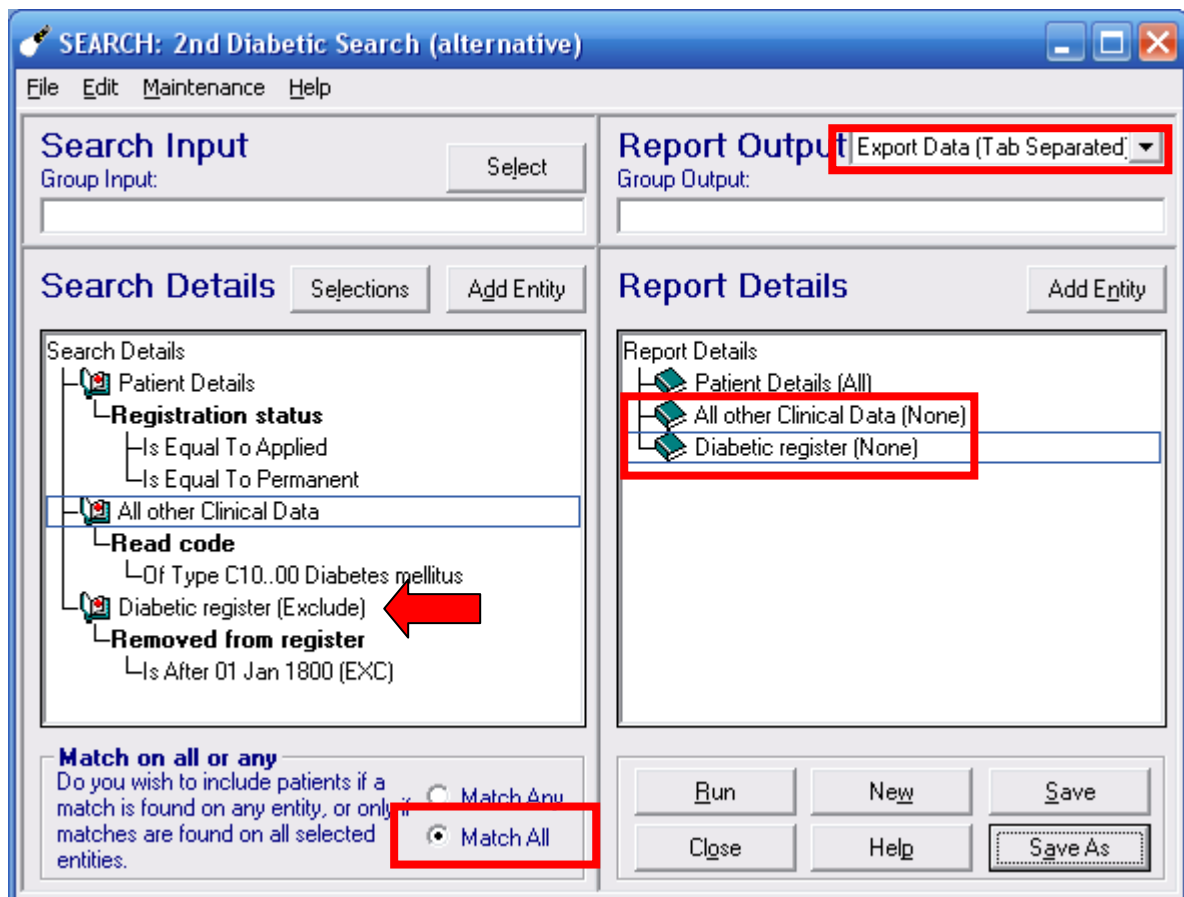 SEARCH: 2nd Diabetic Search (alternative)
File Edit Maintenance Help
Search Input
Select
Group Input:
Report Output
Export Data (Tab Separated)
Group Output:
Search Details
Selections
Add Entity
Search Details
Patient Details
Registration status
Is Equal To Applied
Is Equal To Permanent
All other Clinical Data
Read code
Of Type C10..00 Diabetes mellitus
Diabetic register (Exclude)
Removed from register
Is After 01 Jan 1800 (EXC)
Report Details
Add Entity
Report Details
Patient Details (All)
All other Clinical Data (None)
Diabetic register (None)
Match on all or any
Do you wish to include patients if a
match is found on any entity, or only if
matches are found on all selected
entities.
Match Any
Match All
Run
New
Save
Close
Help
Save As